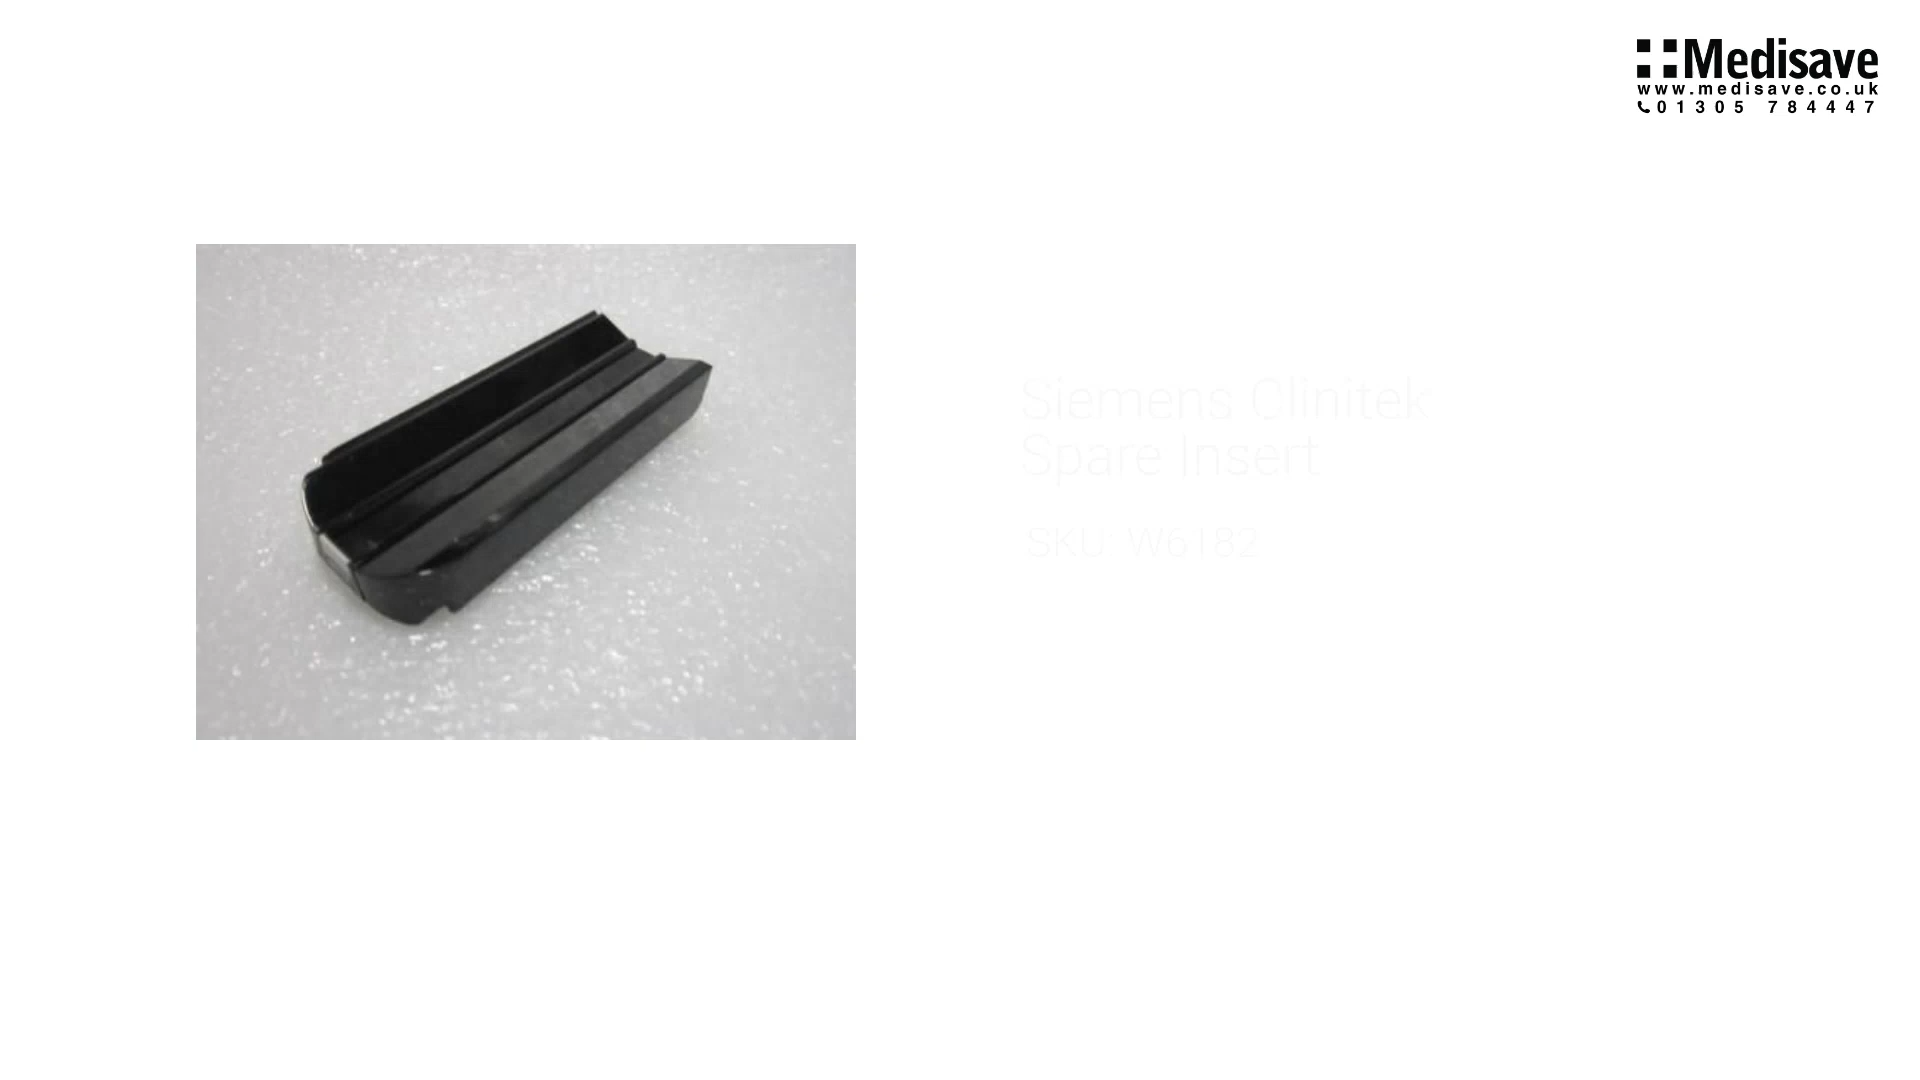 Medisave
www.medisave.co.uk
01305 784447
Siemens Clinitek
Spare Insert
SKU: W6182